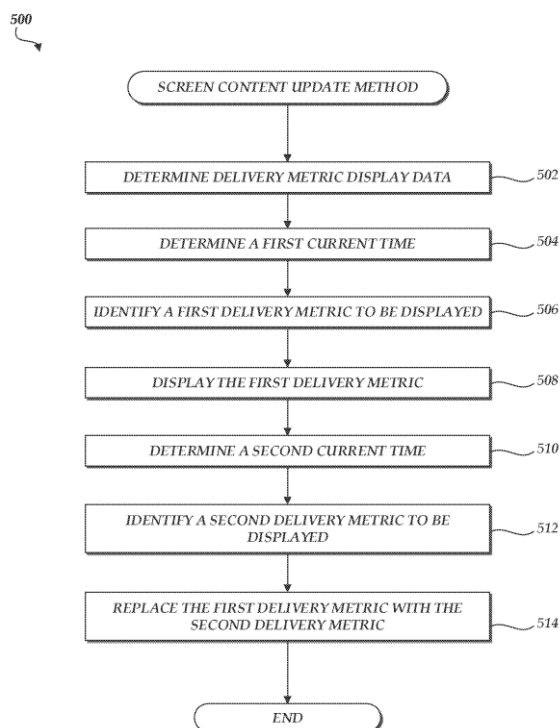 500
SCREEN CONTENT UPDATE METHOD
DETERMINE DELIVERY METRIC DISPLAY DATA
502
DETERMINE A FIRST CURRENT TIME
504
IDENTIFY A FIRST DELIVERY METRIC TO BE DISPLAYED
506
DISPLAY THE FIRST DELIVERY METRIC
508
DETERMINE A SECOND CURRENT TIME
510
IDENTIFY A SECOND DELIVERY METRIC TO BE
DISPLAYED
512
REPLACE THE FIRST DELIVERY METRIC WITH THE
SECOND DELIVERY METRIC
514
END